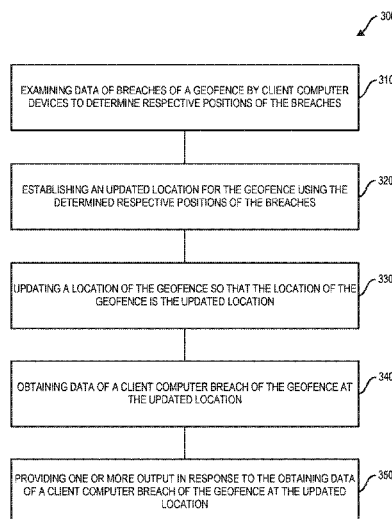 300
310
EXAMINING DATA OF BREACHES OF A GEOFENCE BY CLIENT COMPUTER
DEVICES TO DETERMINE RESPECTIVE POSITIONS OF THE BREACHES
320
ESTABLISHING AN UPDATED LOCATION FOR THE GEOFENCE USING THE
DETERMINED RESPECTIVE POSITIONS OF THE BREACHES
330
UPDATING A LOCATION OF THE GEOFENCE SO THAT THE LOCATION OF THE
GEOFENCE IS THE UPDATED LOCATION
340
OBTAINING DATA OF A CLIENT COMPUTER BREACH OF THE GEOFENCE AT
THE UPDATED LOCATION
350
PROVIDING ONE OR MORE OUTPUT IN RESPONSE TO THE OBTAINING DATA
OF A CLIENT COMPUTER BREACH OF THE GEOFENCE AT THE UPDATED
LOCATION